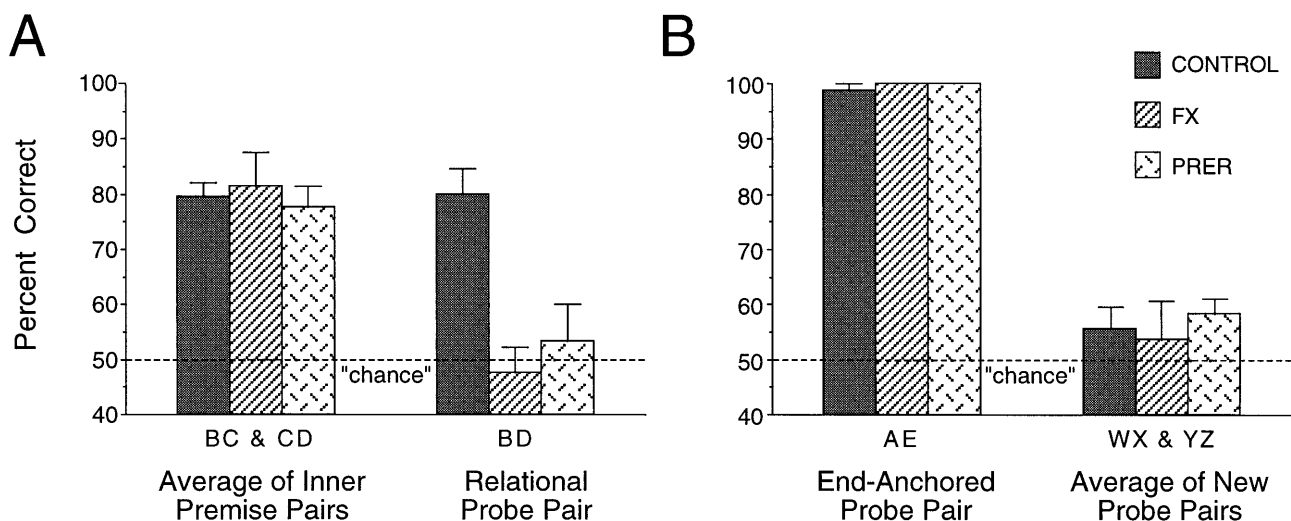 A
B
Percent Correct
100
90
80
70
60
50
40
"chance"
BC & CD
Average of Inner
Premise Pairs
BD
Relational
Probe Pair
100
90
80
70
60
50
40
"chance"
CONTROL
FX
PRER
AE
End-Anchored
Probe Pair
WX & YZ
Average of New
Probe Pairs